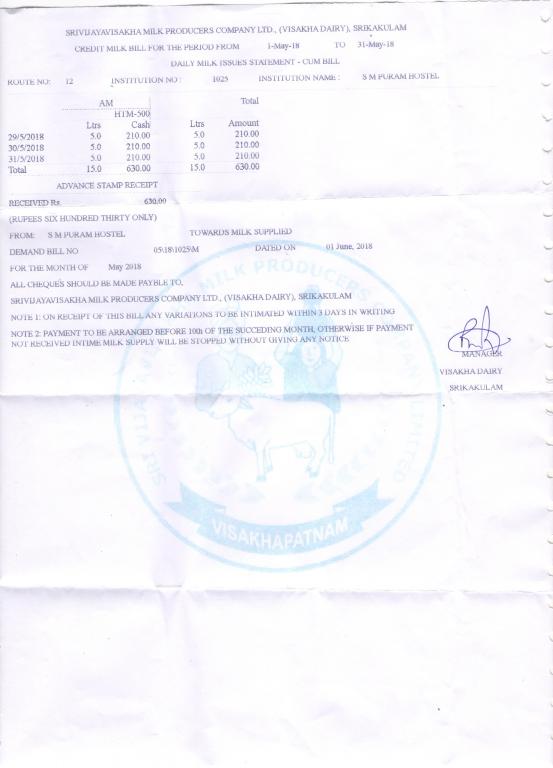 SRIVIJAYAVISAKHA MILK PRODUCERS COMPANY LTD., (VISAKHA DAIRY), SRIKAKULAM
CREDIT MILK BILL FOR THE PERIOD FROM 1-May-18 TO 31-May-18
DAILY MILK ISSUES STATEMENT - CUM BILL
ROUTE NO: 12 INSTITUTION NO : 1025 INSTITUTION NAME : S M PURAM HOSTEL
AM Total
HTM-500
Ltrs Cash Ltrs Amount
29/5/2018 5.0 210.00 5.0 210.00
30/5/2018 5.0 210.00 5.0 210.00
31/5/2018 5.0 210.00 5.0 210.00
Total 15.0 630.00 15.0 630.00
ADVANCE STAMP RECEIPT
RECEIVED Rs. 630.00
(RUPEES SIX HUNDRED THIRTY ONLY)
FROM: S M PURAM HOSTEL TOWARDS MILK SUPPLIED
DEMAND BILL NO 05\18\1025\M DATED ON 01 June, 2018
FOR THE MONTH OF May 2018
ALL CHEQUE'S SHOULD BE MADE PAYBLE TO,
SRIVIJAYAVISAKHA MILK PRODUCERS COMPANY LTD., (VISAKHA DAIRY), SRIKAKULAM
NOTE 1: ON RECEIPT OF THIS BILL ANY VARIATIONS TO BE INTIMATED WITHIN 3 DAYS IN WRITING
NOTE 2: PAYMENT TO BE ARRANGED BEFORE 10th OF THE SUCCEDING MONTH, OTHERWISE IF PAYMENT
NOT RECEIVED INTIME MILK SUPPLY WILL BE STOPPED WITHOUT GIVING ANY NOTICE
MANAGER
VISAKHA DAIRY
SRIKAKULAM
SRI VIJAYA MILK PRODUCERS LIMITED
VISAKHAPATNAM